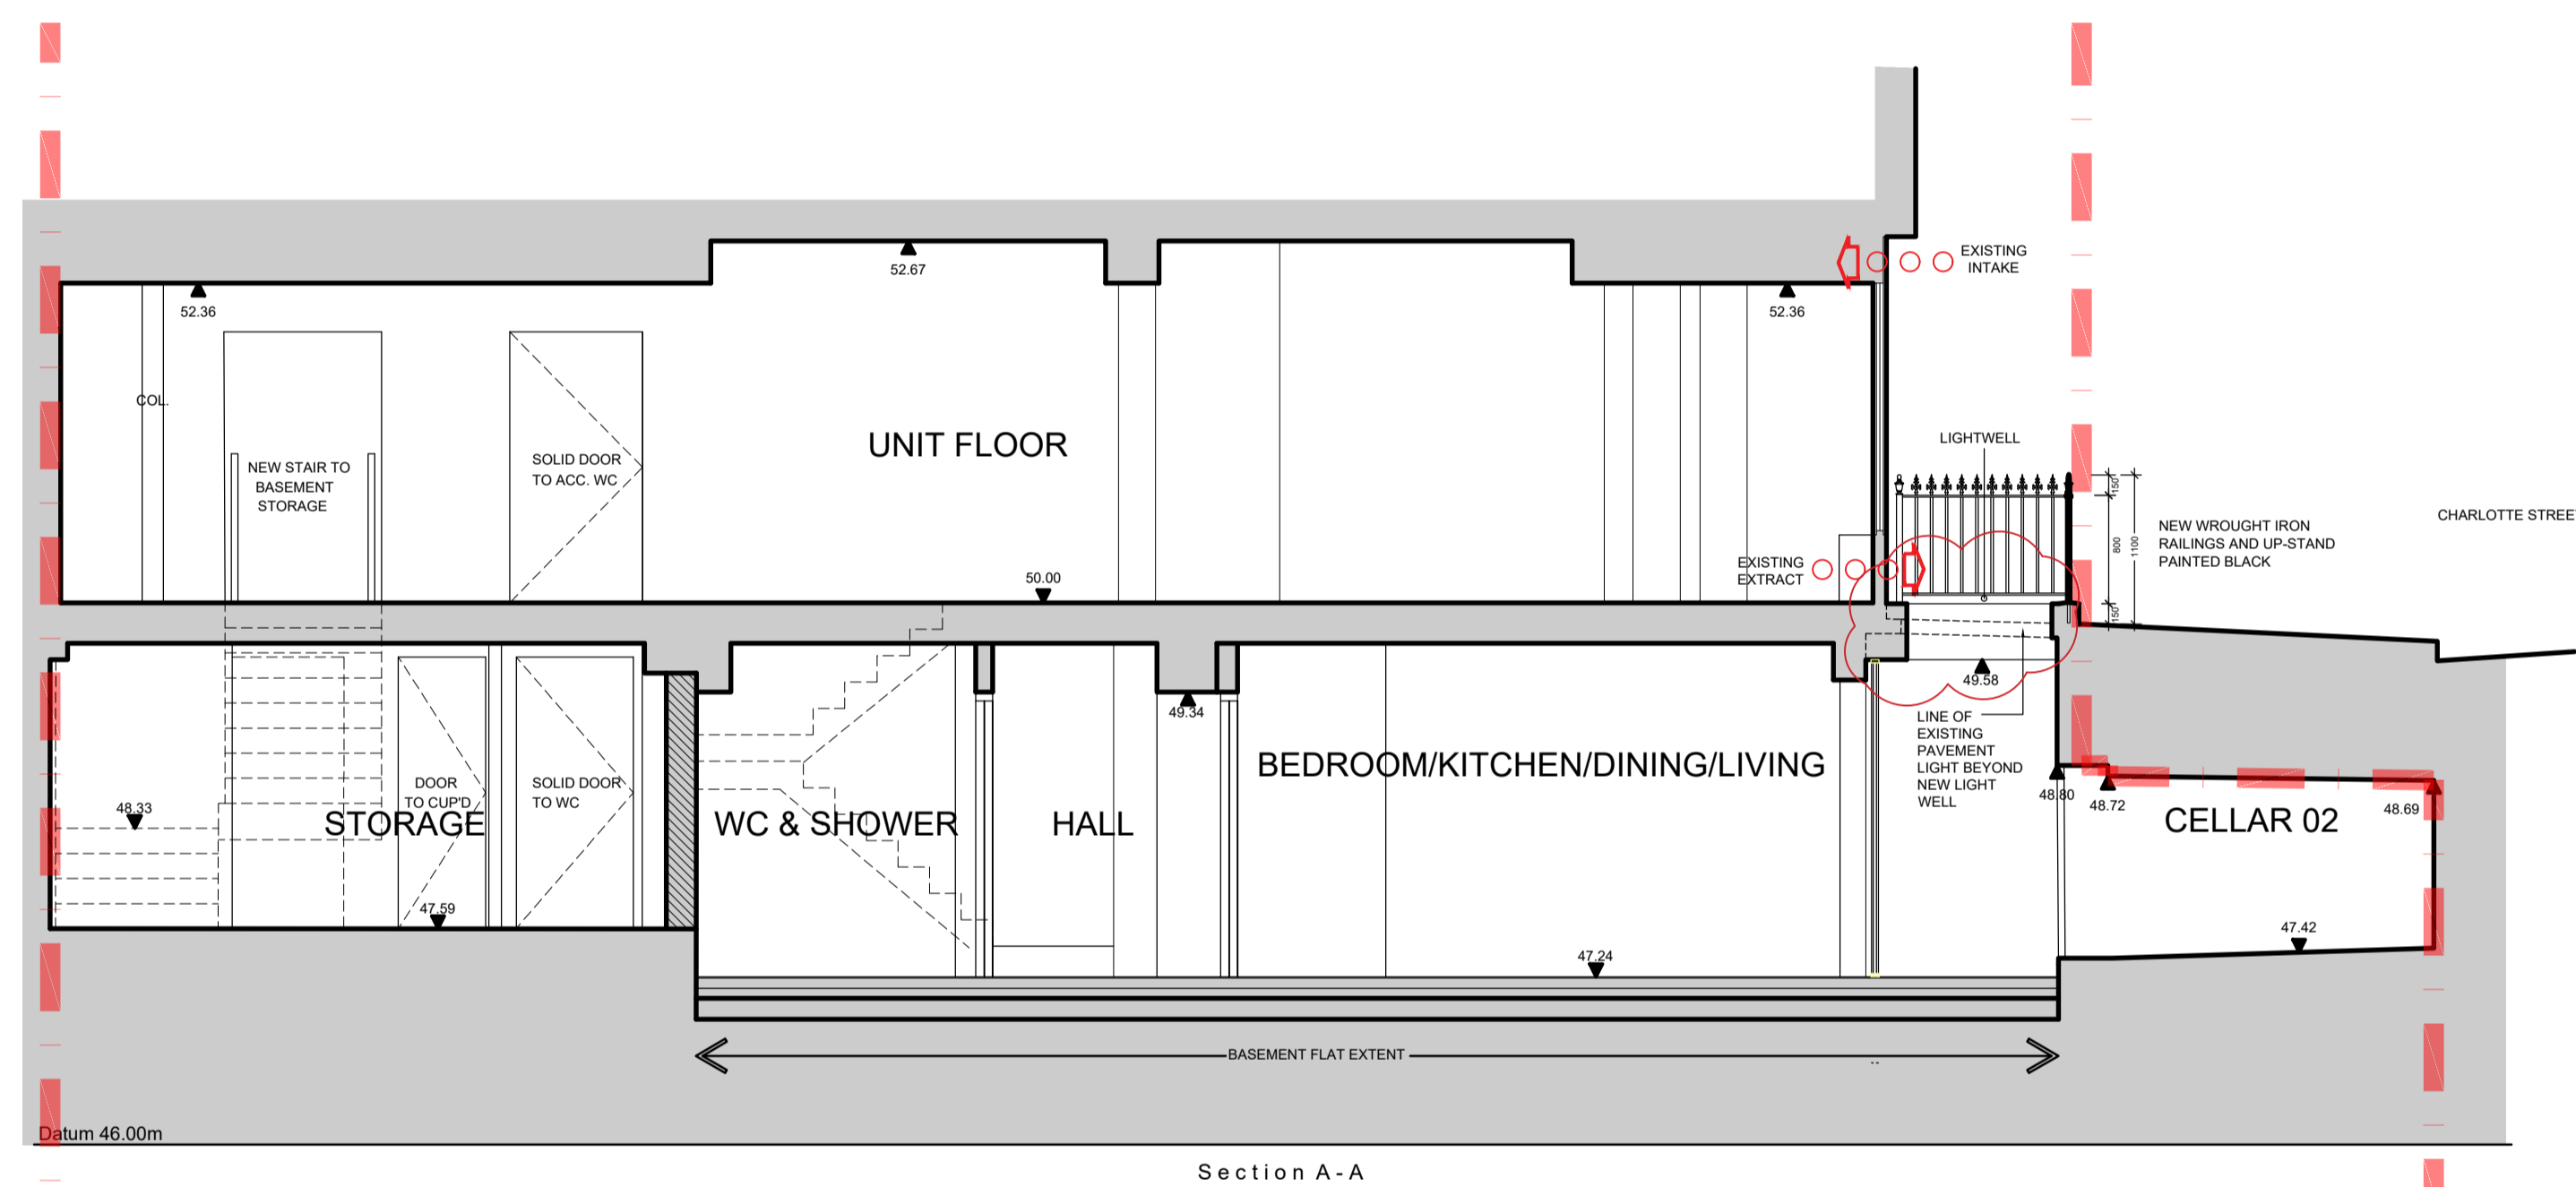 EXISTING
INTAKE
52.67
52.36
52.36
COL.
LIGHTWELL
UNIT FLOOR
SOLID DOOR
TO ACC. WC
NEW STAIR TO
BASEMENT
STORAGE
150
800
1100
150
CHARLOTTE STREE
NEW WROUGHT IRON
RAILINGS AND UP-STAND
PAINTED BLACK
EXISTING
EXTRACT
50.00
49.58
49.34
LINE OF
EXISTING
PAVEMENT
LIGHT BEYOND
NEW LIGHT
WELL
BEDROOM/KITCHEN/DINING/LIVING
DOOR
TO CUP'D
SOLID DOOR
TO WC
48.33
STORAGE
WC & SHOWER
HALL
48.80
48.72
48.69
CELLAR 02
47.59
47.42
47.24
BASEMENT FLAT EXTENT
Datum 46.00m
Section A-A